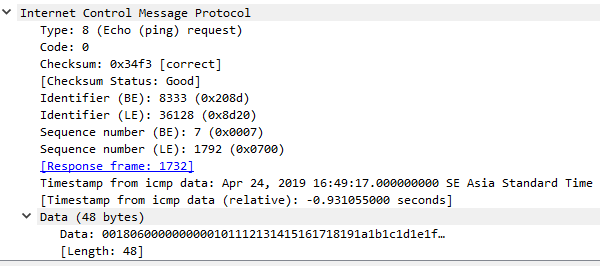 Internet Control Message Protocol
Type: 8 (Echo (ping) request)
Code: 0
Checksum: 0x34f3 [correct]
[Checksum Status: Good]
Identifier (BE): 8333 (0x208d)
Identifier (LE): 36128 (0x8d20)
Sequence number (BE): 7 (0x0007)
Sequence number (LE): 1792 (0x0700)
[Response frame: 1732]
Timestamp from icmp data: Apr 24, 2019 16:49:17.000000000 SE Asia Standard Time
[Timestamp from icmp data (relative): -0.931055000 seconds]
Data (48 bytes)
Data: 0018060000000000101112131415161718191a1b1c1d1e1f…
[Length: 48]